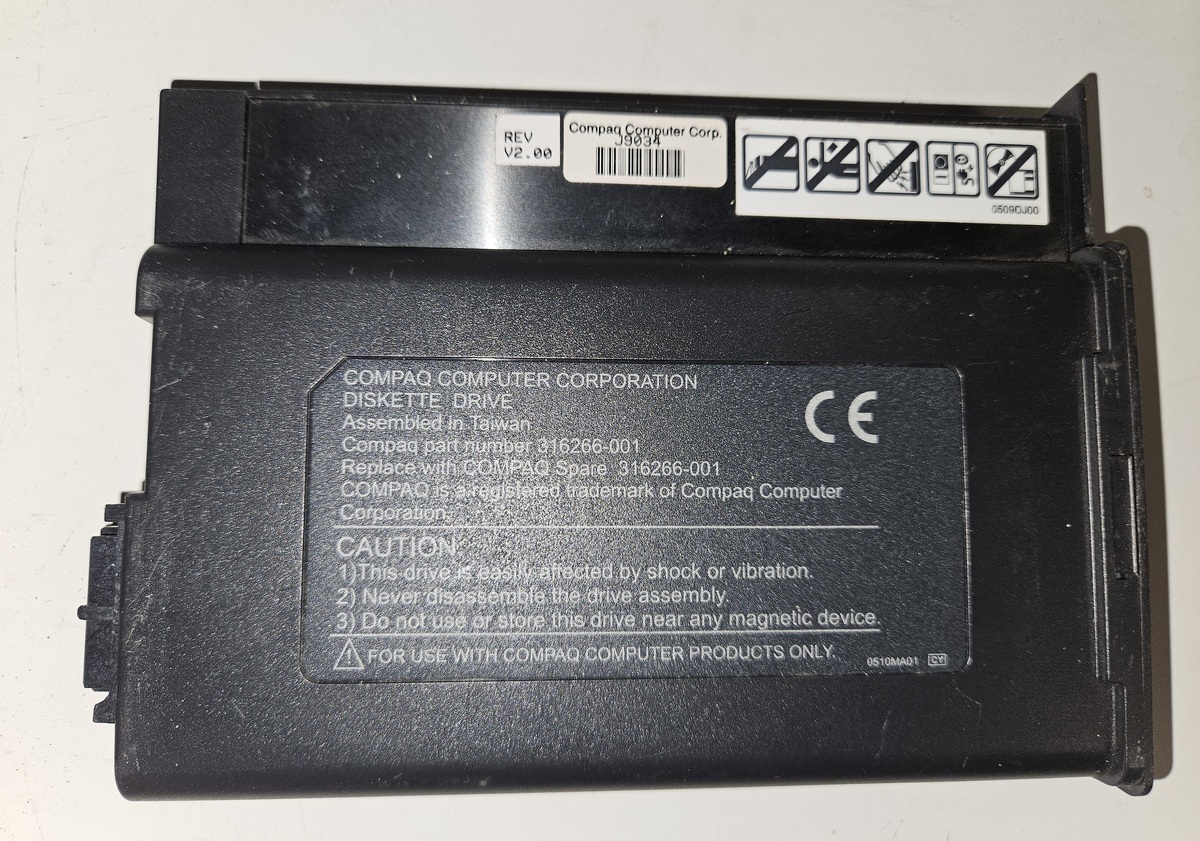 REV
V2.00
Compaq Computer Corp.
J9034
0509DJ00
COMPAQ COMPUTER CORPORATION
DISKETTE DRIVE
Assembled in Taiwan
Compaq part number 316266-001
Replace with COMPAQ Spare 316266-001
COMPAQ is a registered trademark of Compaq Computer
Corporation.
CE
CAUTION
1)This drive is easily affected by shock or vibration.
2) Never disassemble the drive assembly.
3) Do not use or store this drive near any magnetic device.
FOR USE WITH COMPAQ COMPUTER PRODUCTS ONLY.
0510MA01 CY